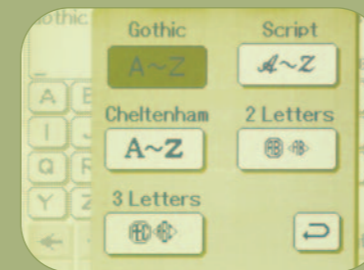 Gothic Script
A~Z A~Z
Cheltenham 2 Letters
A~Z
3 Letters
A
I
Q R
Y Z